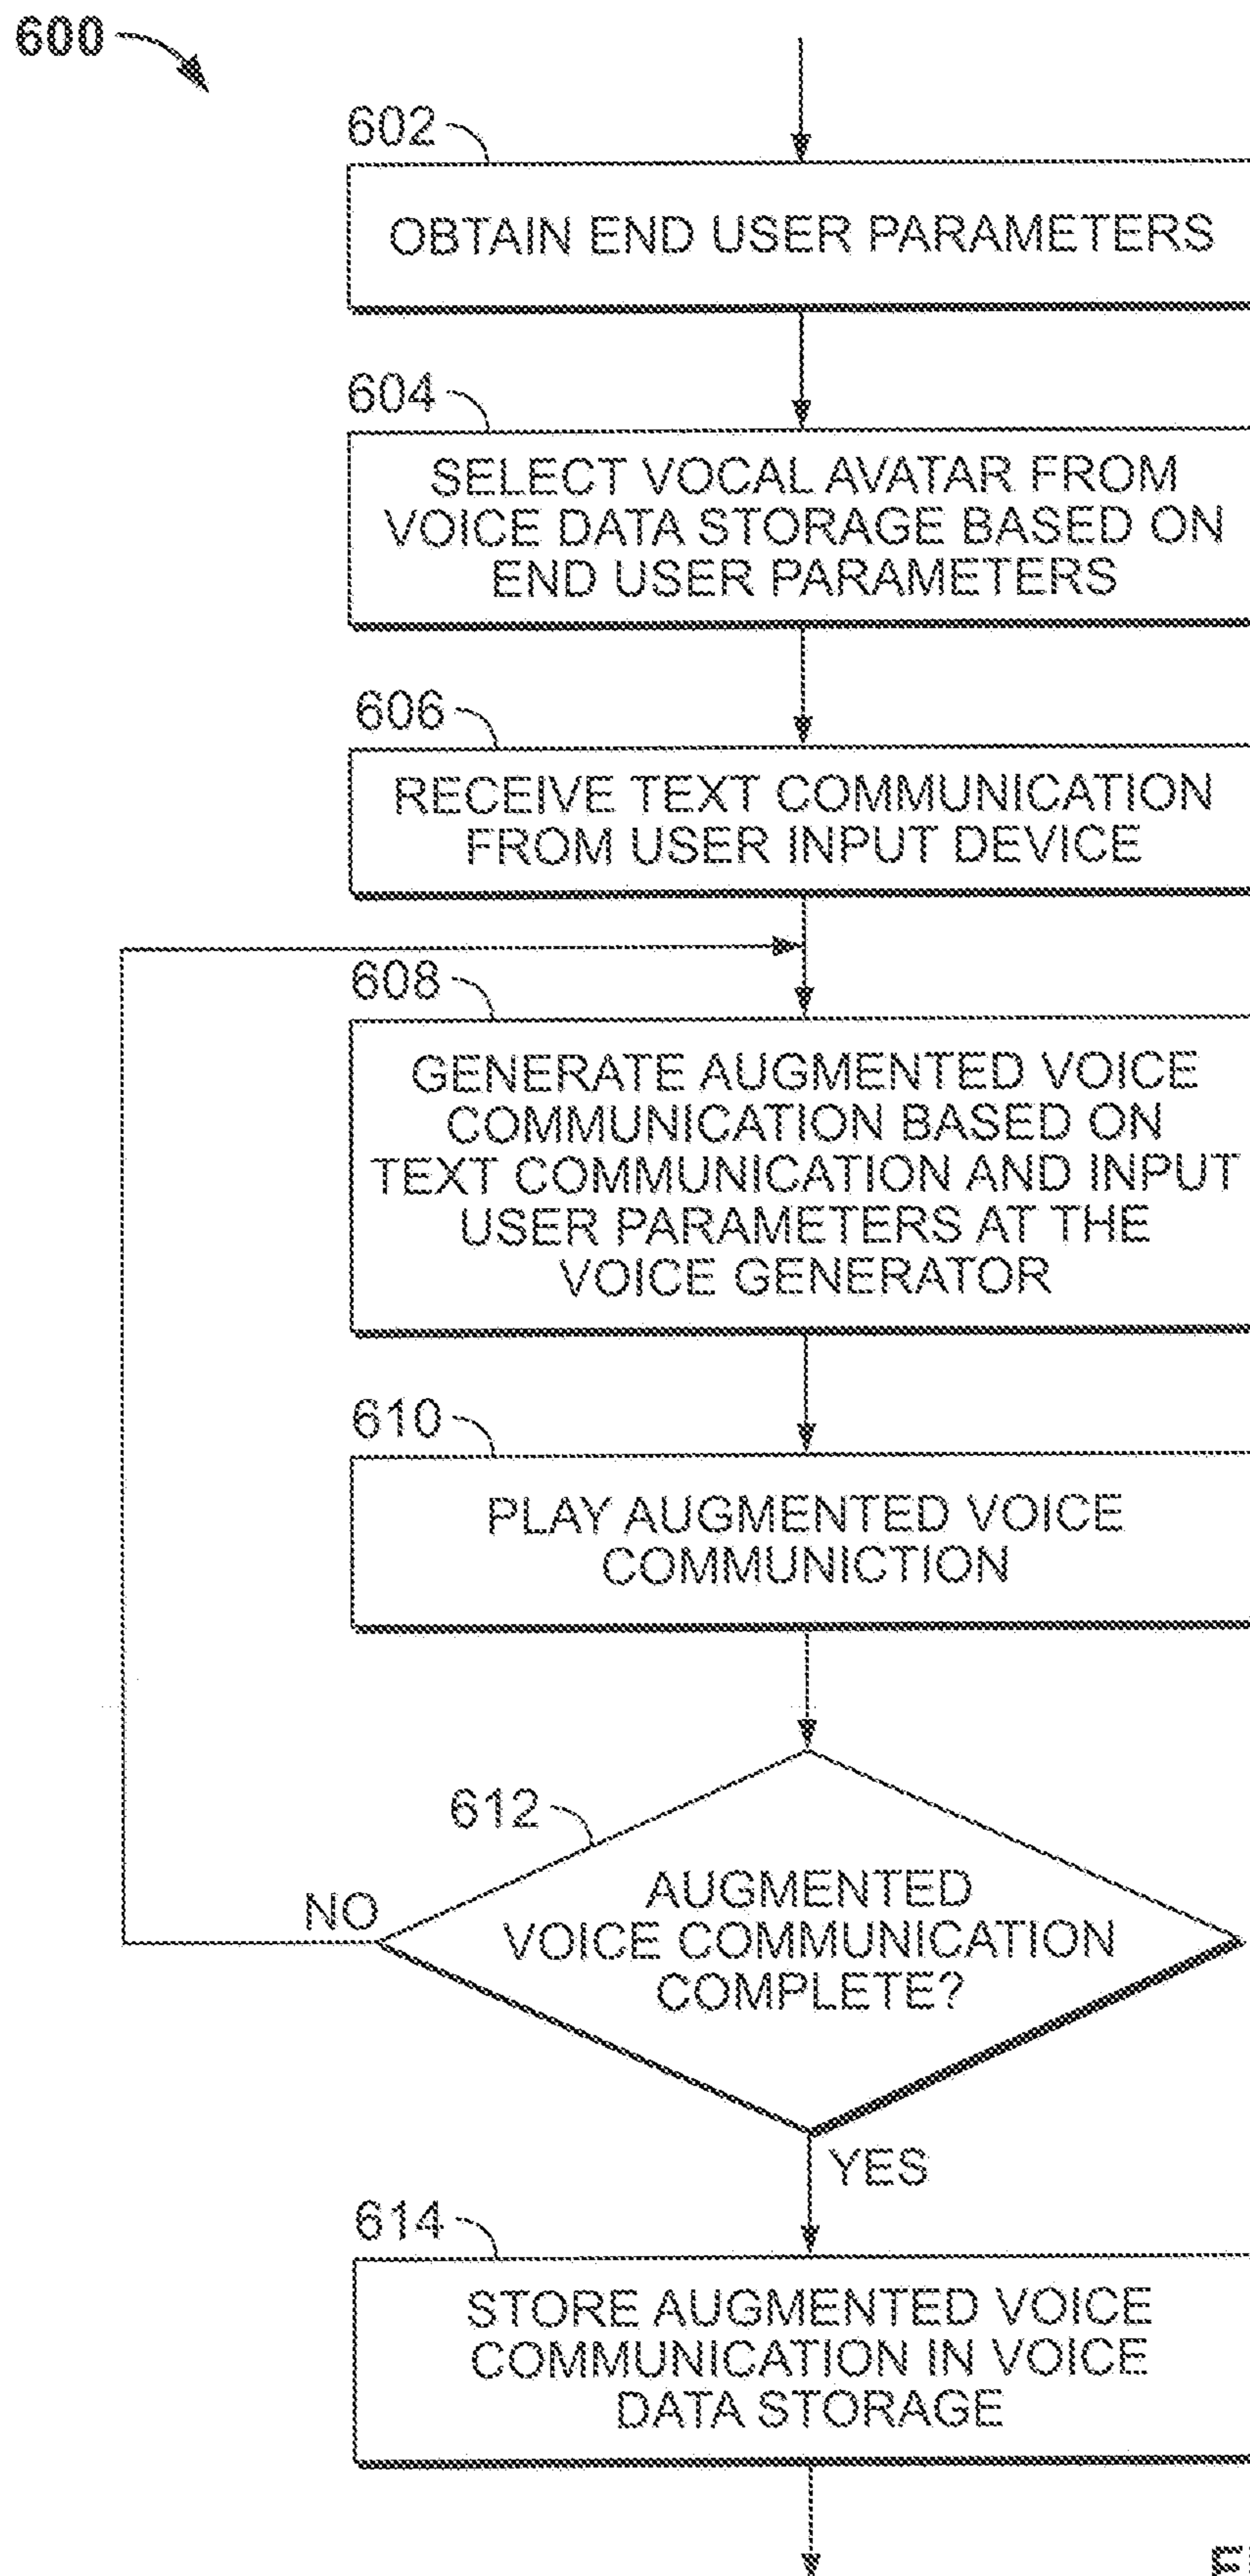 600
602
OBTAIN END USER PARAMETERS
604
SELECT VOCAL AVATAR FROM
VOICE DATA STORAGE BASED ON
END USER PARAMETERS
606
RECEIVE TEXT COMMUNICATION
FROM USER INPUT DEVICE
608
GENERATE AUGMENTED VOICE
COMMUNICATION BASED ON
TEXT COMMUNICATION AND INPUT
USER PARAMETERS AT THE
VOICE GENERATOR
610
PLAY AUGMENTED VOICE
COMMUNICTION
612
AUGMENTED
VOICE COMMUNICATION
COMPLETE?
NO
YES
614
STORE AUGMENTED VOICE
COMMUNICATION IN VOICE
DATA STORAGE